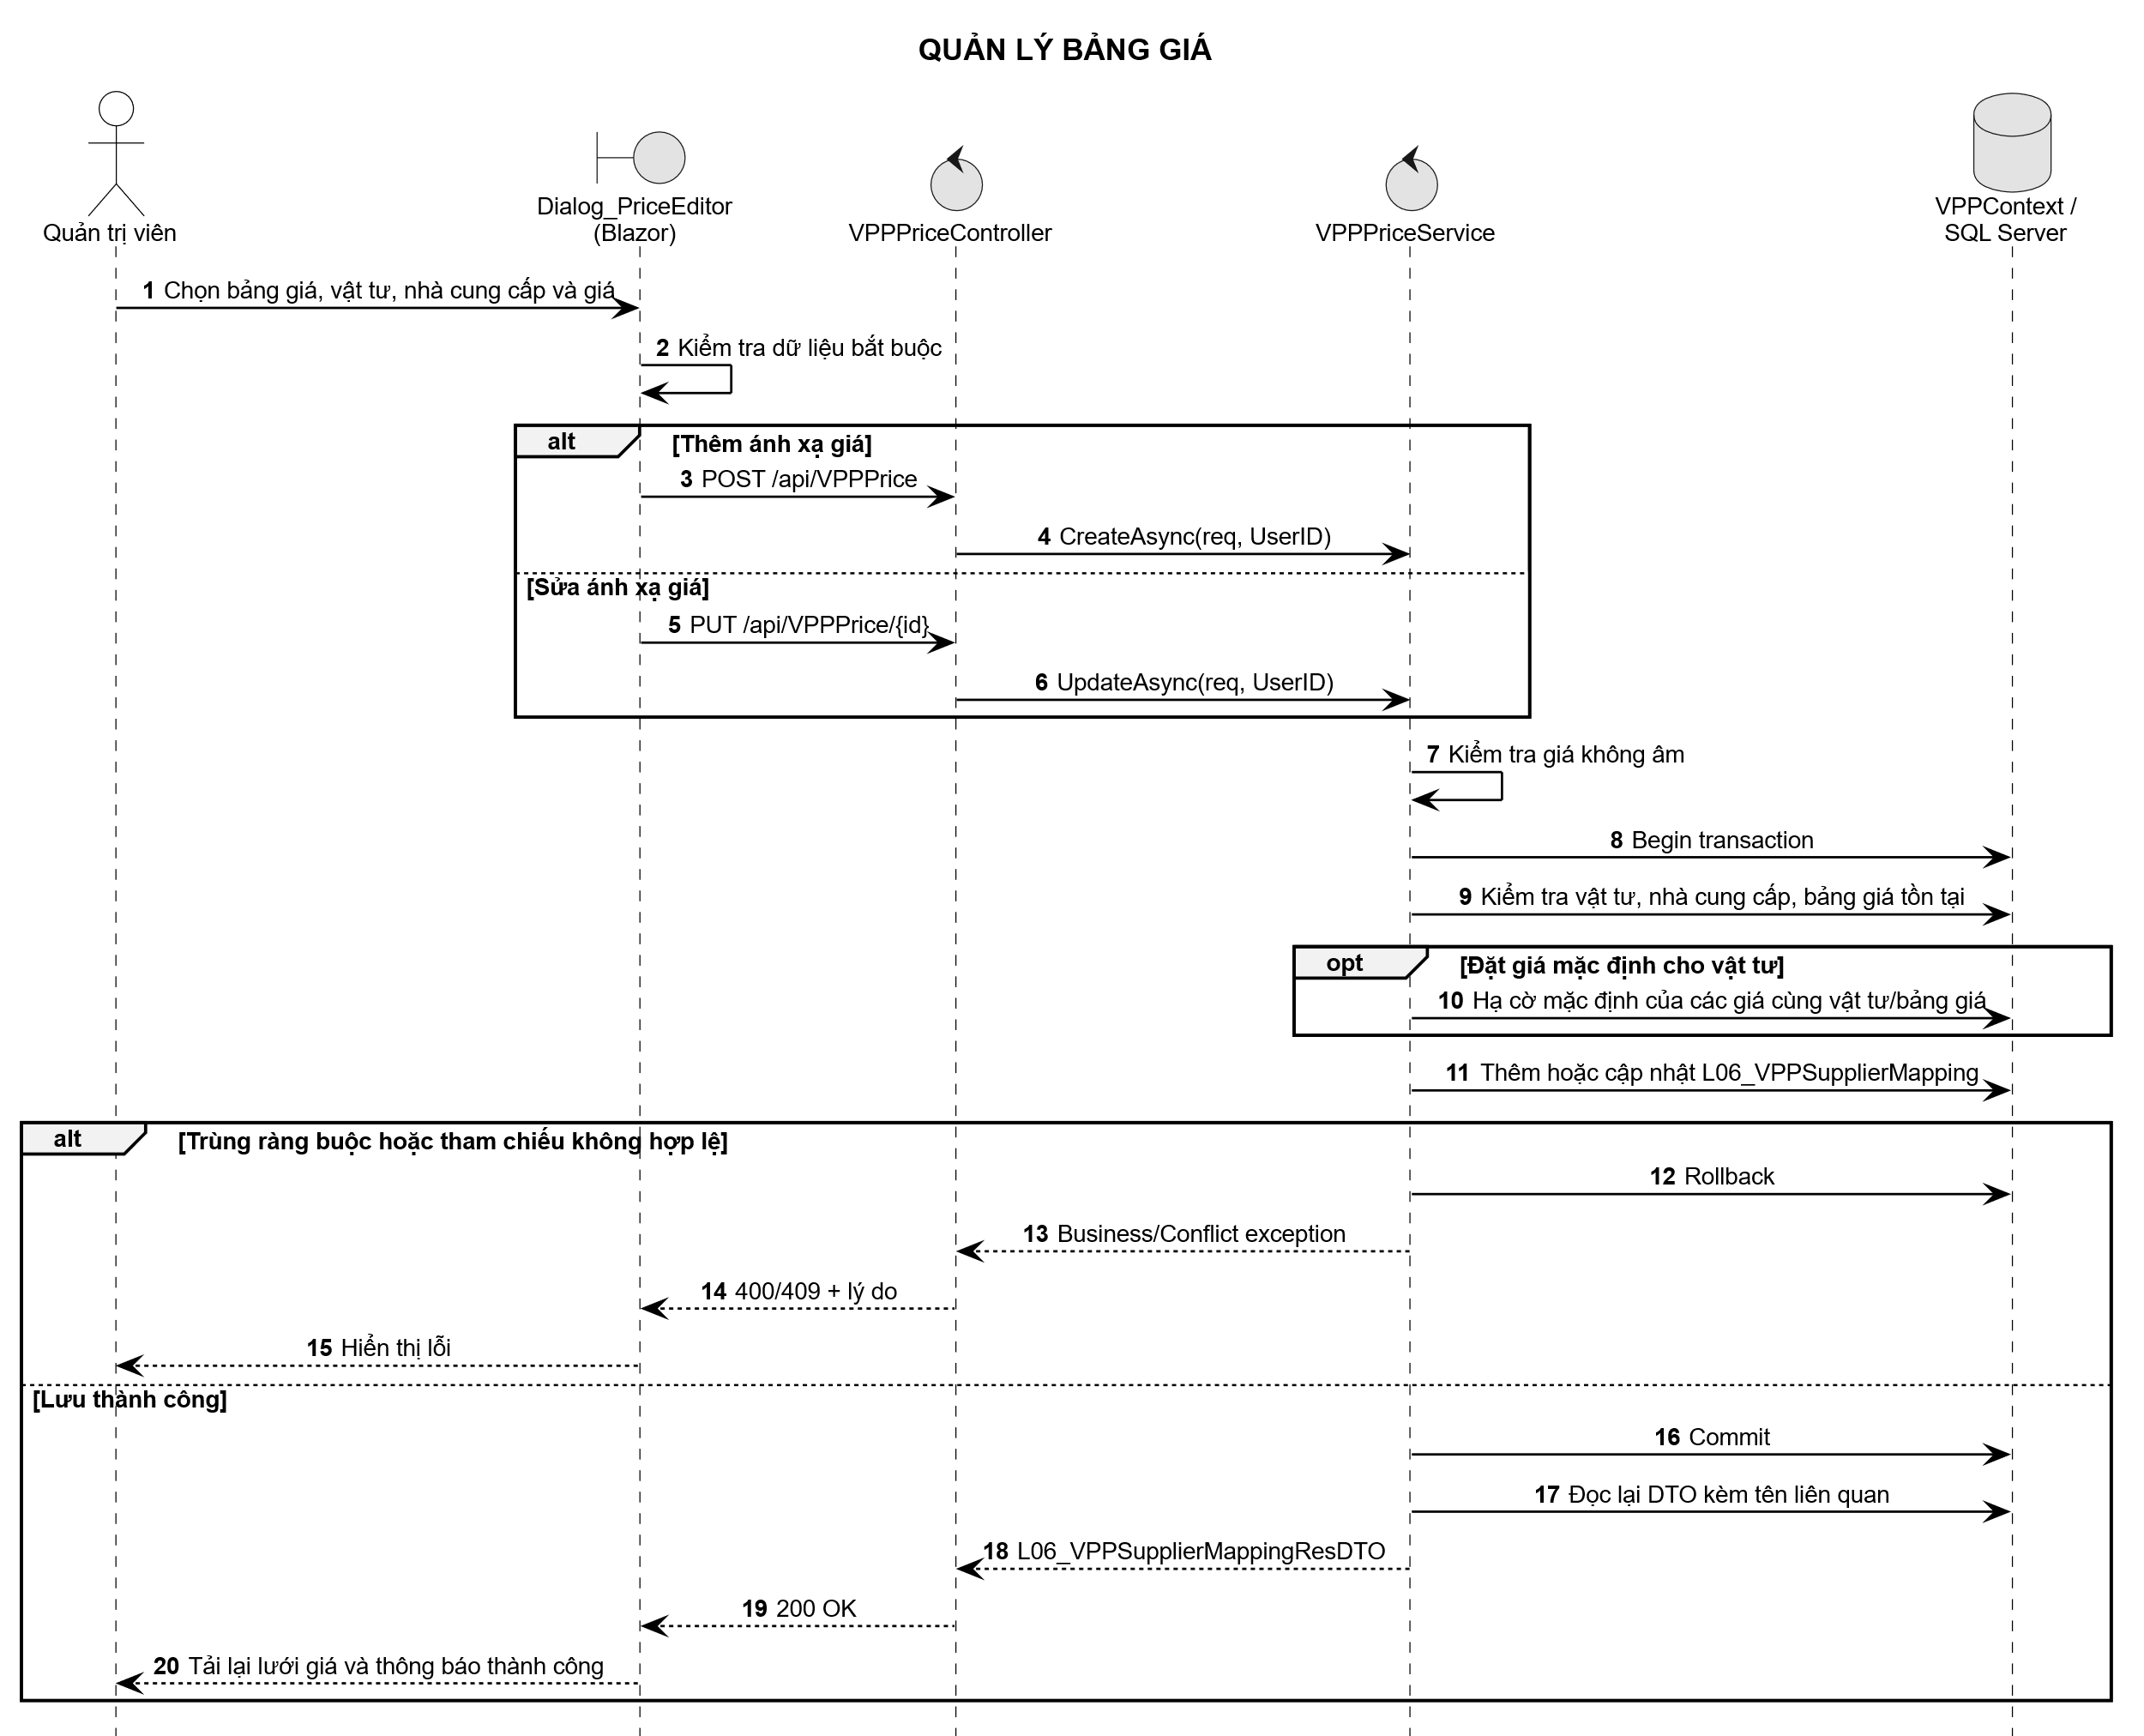 QUẢN LÝ BẢNG GIÁ
Quản trị viên
Dialog_PriceEditor
(Blazor)
VPPPriceController
VPPPriceService
VPPContext /
SQL Server
1 Chọn bảng giá, vật tư, nhà cung cấp và giá
2 Kiểm tra dữ liệu bắt buộc
alt [Thêm ánh xạ giá]
3 POST /api/VPPPrice
4 CreateAsync(req, UserID)
[Sửa ánh xạ giá]
5 PUT /api/VPPPrice/{id}
6 UpdateAsync(req, UserID)
7 Kiểm tra giá không âm
8 Begin transaction
9 Kiểm tra vật tư, nhà cung cấp, bảng giá tồn tại
opt [Đặt giá mặc định cho vật tư]
10 Hạ cờ mặc định của các giá cùng vật tư/bảng giá
11 Thêm hoặc cập nhật L06_VPPSupplierMapping
alt [Trùng ràng buộc hoặc tham chiếu không hợp lệ]
12 Rollback
13 Business/Conflict exception
14 400/409 + lý do
15 Hiển thị lỗi
[Lưu thành công]
16 Commit
17 Đọc lại DTO kèm tên liên quan
18 L06_VPPSupplierMappingResDTO
19 200 OK
20 Tải lại lưới giá và thông báo thành công